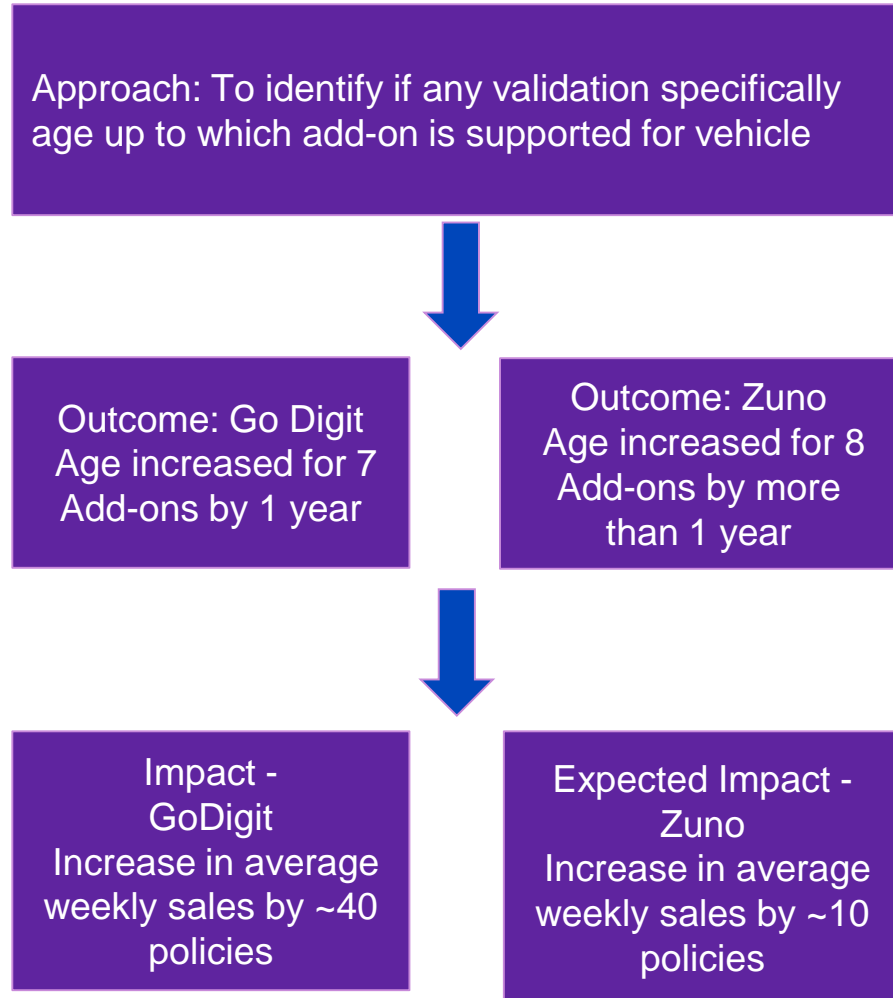 Approach: To identify if any validation specifically
age up to which add-on is supported for vehicle
Outcome: Go Digit
Age increased for 7
Add-ons by 1 year
Outcome: Zuno
Age increased for 8
Add-ons by more
than 1 year
Impact -
GoDigit
Increase in average
weekly sales by ~40
policies
Expected Impact -
Zuno
Increase in average
weekly sales by ~10
policies